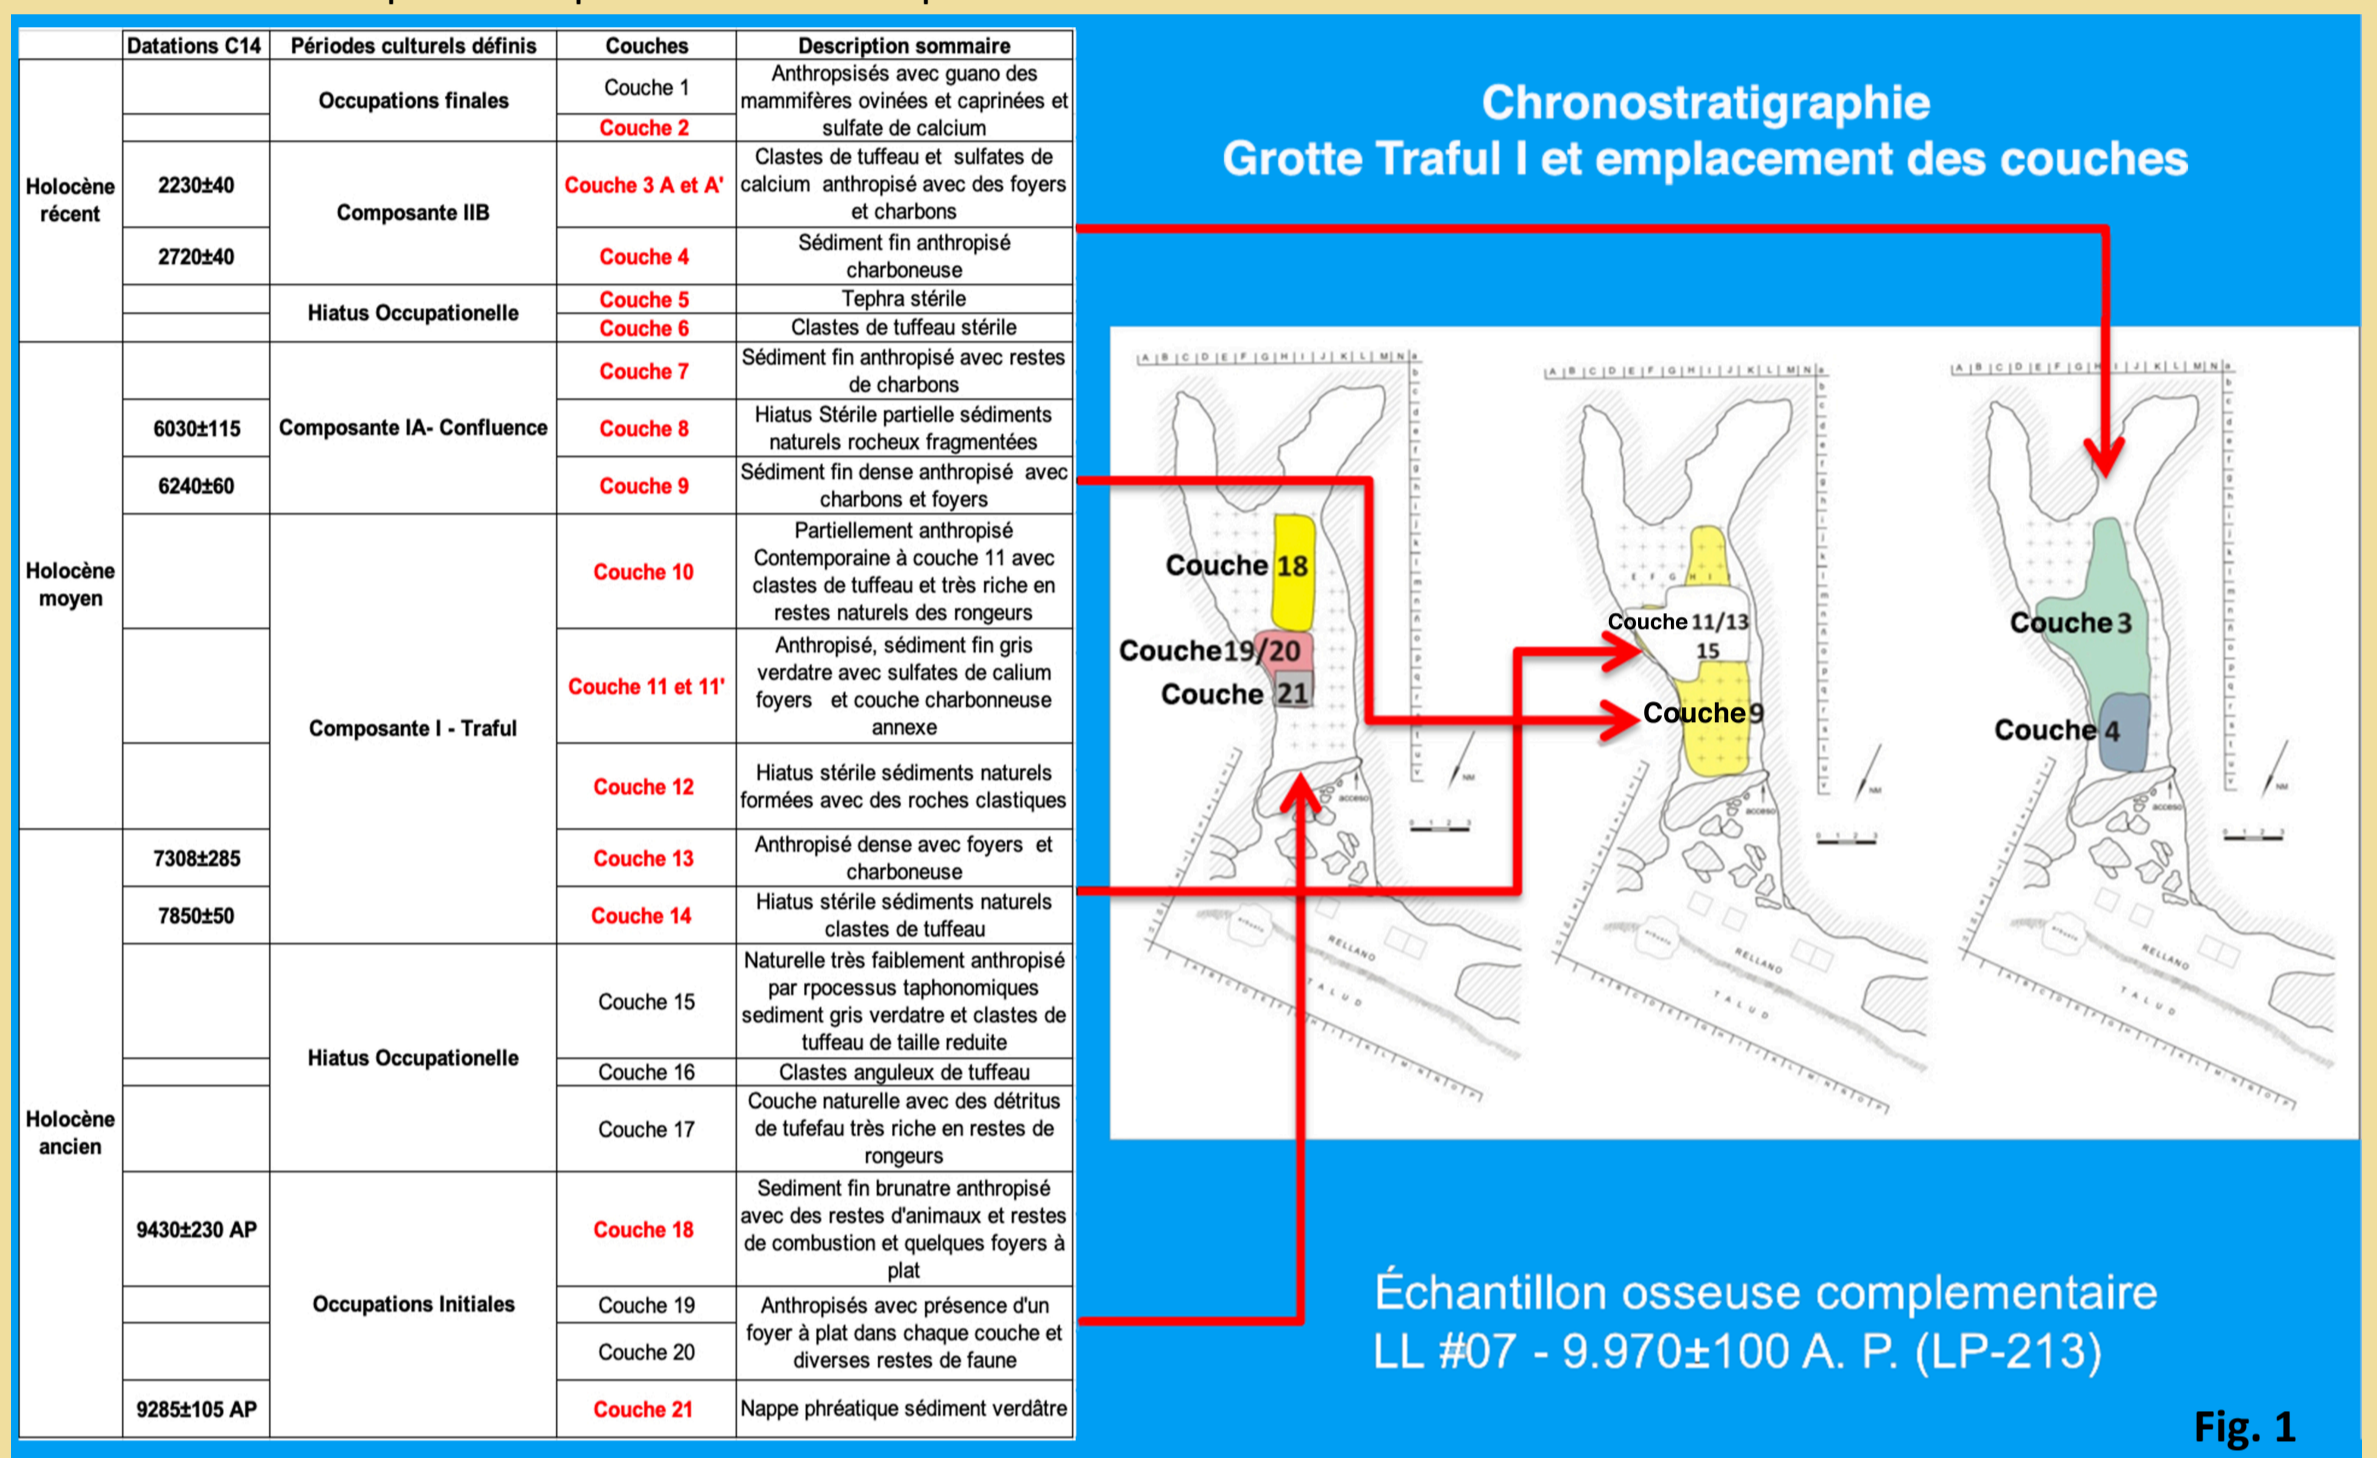 Datations C14 Périodes culturels définis Couches Description sommaire
Holocène
récent
Occupations finales
Couche 1
Anthropsisés avec guano des
mammifères ovinées et caprinées et
sulfate de calcium
Couche 2
2230±40
Composante IIB
Couche 3 A et A'
Clastes de tuffeau et sulfates de
calcium anthropisé avec des foyers
et charbons
2720±40
Couche 4
Sédiment fin anthropisé
charboneuse
Hiatus Occupationelle
Couche 5
Tephra stérile
Couche 6
Clastes de tuffeau stérile
Holocène
moyen
Composante IA- Confluence
Couche 7
Sédiment fin anthropisé avec restes
de charbons
6030±115
Couche 8
Hiatus Stérile partielle sédiments
naturels rocheux fragmentées
6240±60
Couche 9
Sédiment fin dense anthropisé avec
charbons et foyers
Composante I - Traful
Couche 10
Partiellement anthropisé
Contemporaine à couche 11 avec
clastes de tuffeau et très riche en
restes naturels des rongeurs
Couche 11 et 11'
Anthropisé, sédiment fin gris
verdatre avec sulfates de calium
foyers et couche charbonneuse
annexe
Couche 12
Hiatus stérile sédiments naturels
formées avec des roches clastiques
Holocène
ancien
7308±285
Couche 13
Anthropisé dense avec foyers et
charboneuse
7850±50
Couche 14
Hiatus stérile sédiments naturels
clastes de tuffeau
Hiatus Occupationelle
Couche 15
Naturelle très faiblement anthropisé
par rpocessus taphonomiques
sediment gris verdatre et clastes de
tuffeau de taille reduite
Couche 16
Clastes anguleux de tuffeau
Couche 17
Couche naturelle avec des détritus
de tufefau très riche en restes de
rongeurs
9430±230 AP
Occupations Initiales
Couche 18
Sediment fin brunatre anthropisé
avec des restes d'animaux et restes
de combustion et quelques foyers à
plat
Couche 19
Anthropisés avec présence d'un
foyer à plat dans chaque couche et
diverses restes de faune
Couche 20
9285±105 AP
Couche 21
Nappe phréatique sédiment verdâtre
Chronostratigraphie
Grotte Traful I et emplacement des couches
A B C D E F G H I J K L M N
Couche 18
Couche 19/20
Couche 21
NM
acceso
RELLANO
TALUD
A B C D E F G H I J K L M N
E F G H I
Couche 11/13
15
Couche 9
NM
acceso
RELLANO
TALUD
A B C D E F G H I J K L M N
Couche 3
Couche 4
NM
acceso
RELLANO
TALUD
Échantillon osseuse complementaire
LL #07 - 9.970±100 A. P. (LP-213)
Fig. 1